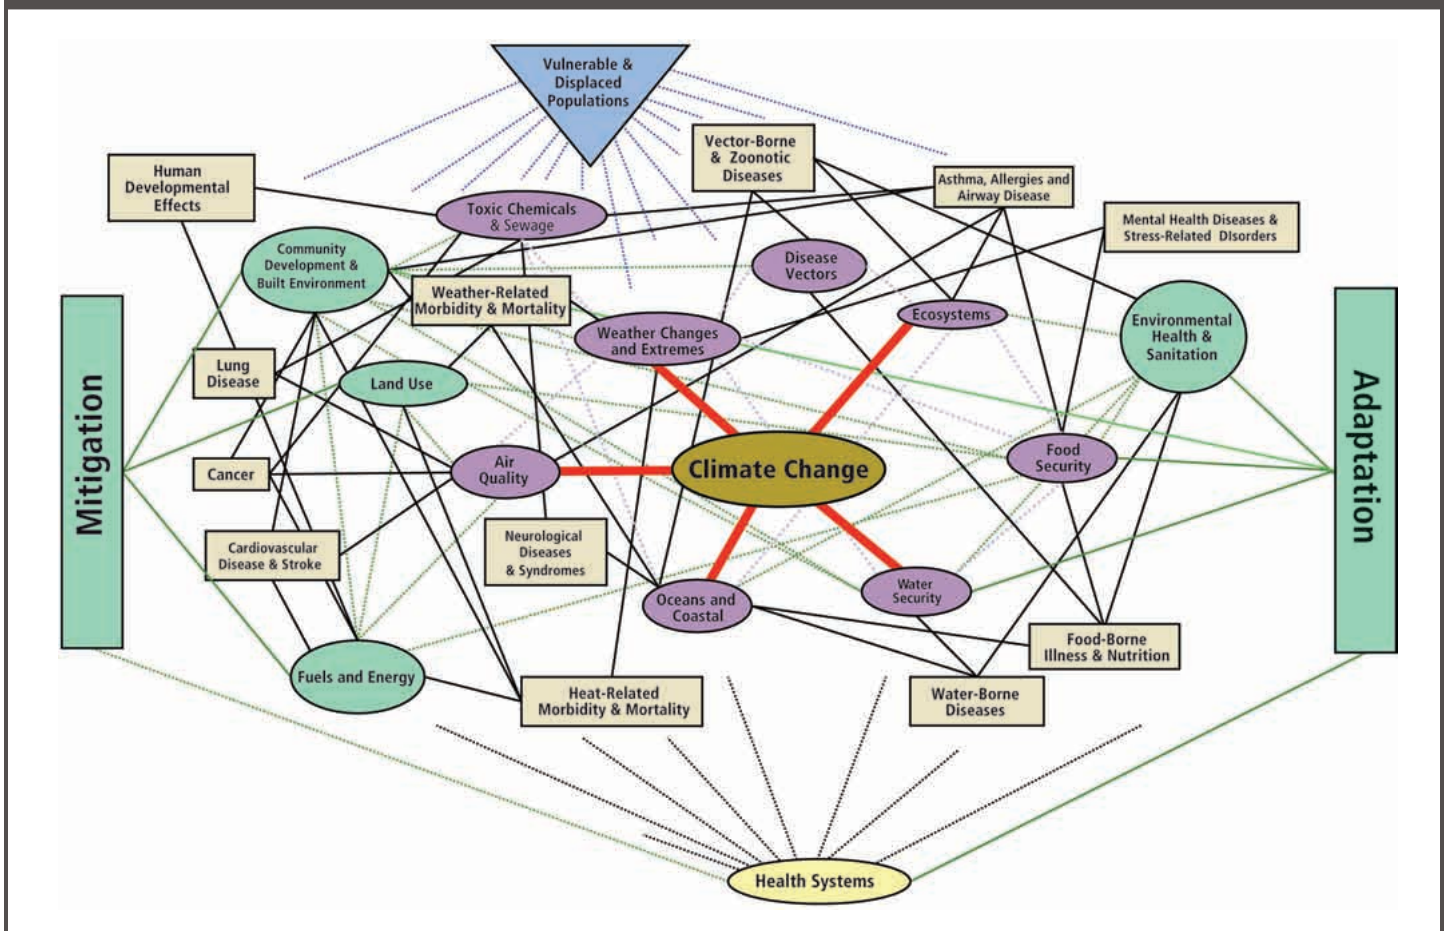 Vulnerable &
Displaced
Populations
Vector-Borne
& Zoonotic
Diseases
Human
Developmental
Effects
Asthma, Allergies and
Airway Disease
Toxic Chemicals
& Sewage
Mental Health Diseases &
Stress-Related DIsorders
Community
Development &
Built Environment
Disease
Vectors
Weather-Related
Morbidity & Mortality
Ecosystems
Weather Changes
and Extremes
Environmental
Health &
Sanitation
Lung
Disease
Land Use
Mitigation
Adaptation
Cancer
Air
Quality
Climate Change
Food
Security
Cardiovascular
Disease & Stroke
Neurological
Diseases
& Syndromes
Oceans and
Coastal
Water
Security
Food-Borne
Illness & Nutrition
Fuels and Energy
Heat-Related
Morbidity & Mortality
Water-Borne
Diseases
Health Systems